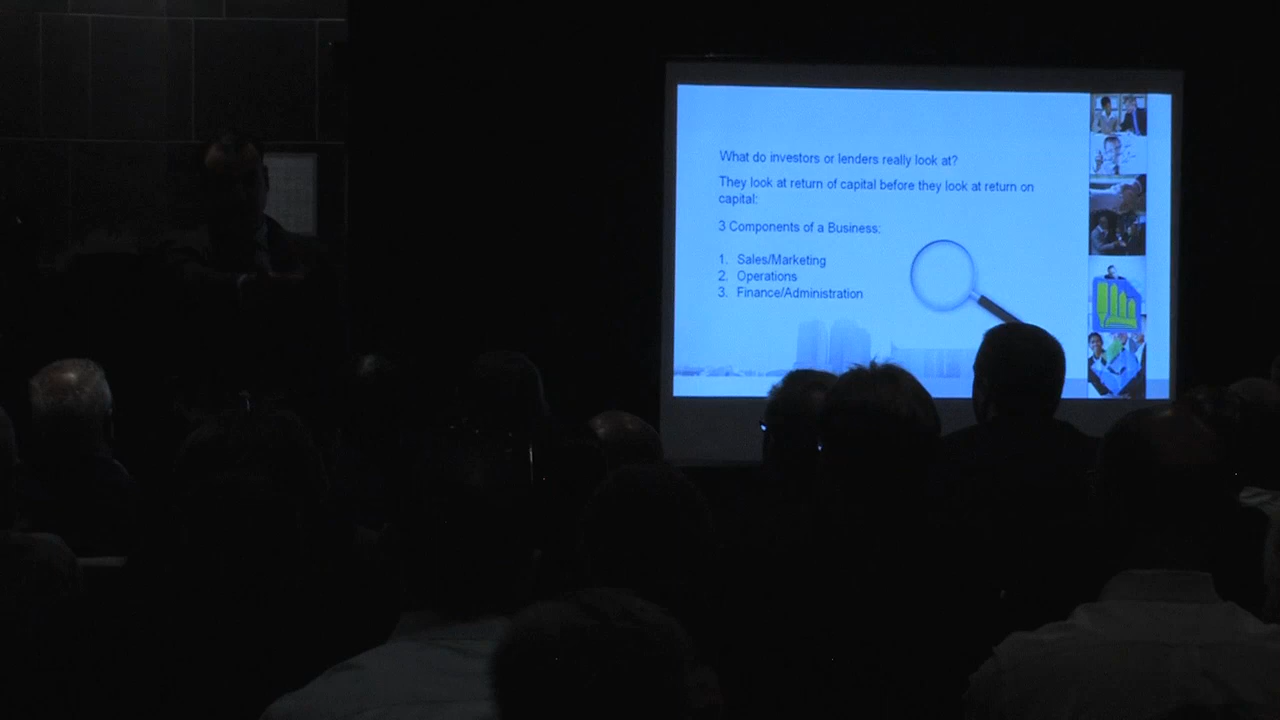 What do investors or lenders really look at?
They look at return of capital before they look at return on
capital:
3 Components of a Business:
1. Sales/Marketing
2. Operations
3. Finance/Administration